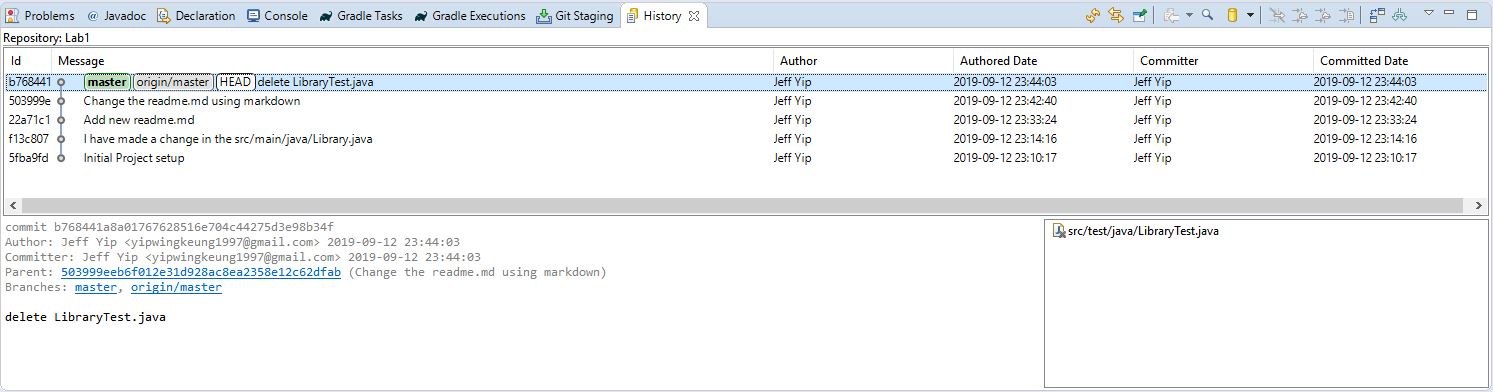 Problems @ Javadoc Declaration Console Gradle Tasks Gradle Executions Git Staging History
Repository: Lab1
Id Message Author Authored Date Committer Committed Date
b768441 master origin/master HEAD delete LibraryTest.java Jeff Yip 2019-09-12 23:44:03 Jeff Yip 2019-09-12 23:44:03
503999e Change the readme.md using markdown Jeff Yip 2019-09-12 23:42:40 Jeff Yip 2019-09-12 23:42:40
22a71c1 Add new readme.md Jeff Yip 2019-09-12 23:33:24 Jeff Yip 2019-09-12 23:33:24
f13c807 I have made a change in the src/main/java/Library.java Jeff Yip 2019-09-12 23:14:16 Jeff Yip 2019-09-12 23:14:16
5fba9fd Initial Project setup Jeff Yip 2019-09-12 23:10:17 Jeff Yip 2019-09-12 23:10:17
commit b768441a8a01767628516e704c44275d3e98b34f
Author: Jeff Yip <yipwingkeung1997@gmail.com> 2019-09-12 23:44:03
Committer: Jeff Yip <yipwingkeung1997@gmail.com> 2019-09-12 23:44:03
Parent: 503999eeb6f012e31d928ac8ea2358e12c62dfab (Change the readme.md using markdown)
Branches: master, origin/master
delete LibraryTest.java
src/test/java/LibraryTest.java